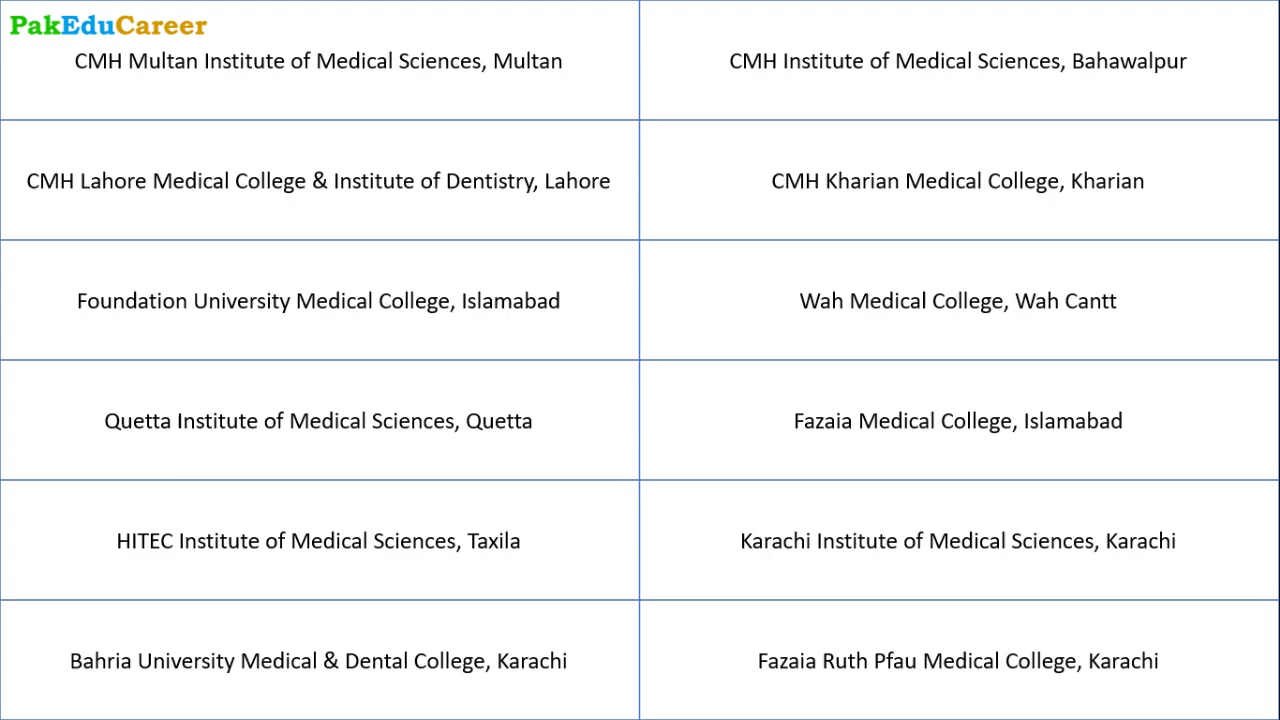 PakEduCareer
CMH Multan Institute of Medical Sciences, Multan
CMH Institute of Medical Sciences, Bahawalpur
CMH Lahore Medical College & Institute of Dentistry, Lahore
CMH Kharian Medical College, Kharian
Foundation University Medical College, Islamabad
Wah Medical College, Wah Cantt
Quetta Institute of Medical Sciences, Quetta
Fazaia Medical College, Islamabad
HITEC Institute of Medical Sciences, Taxila
Karachi Institute of Medical Sciences, Karachi
Bahria University Medical & Dental College, Karachi
Fazaia Ruth Pfau Medical College, Karachi